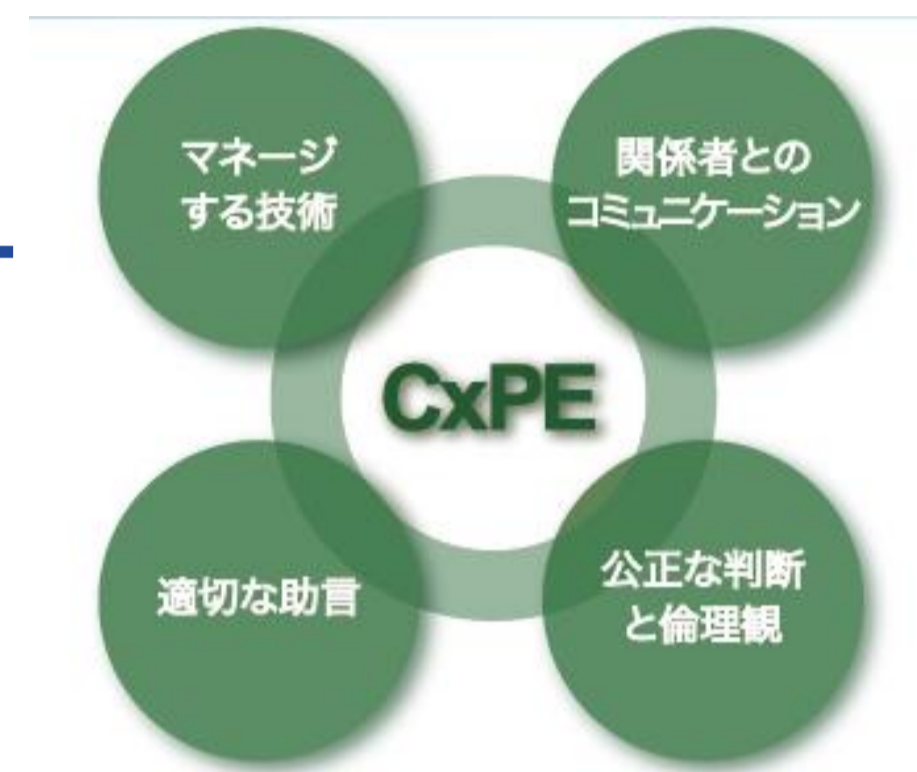 マネージ
する技術
関係者との
コミュニケーション
CxPE
適切な助言
公正な判断
と倫理観